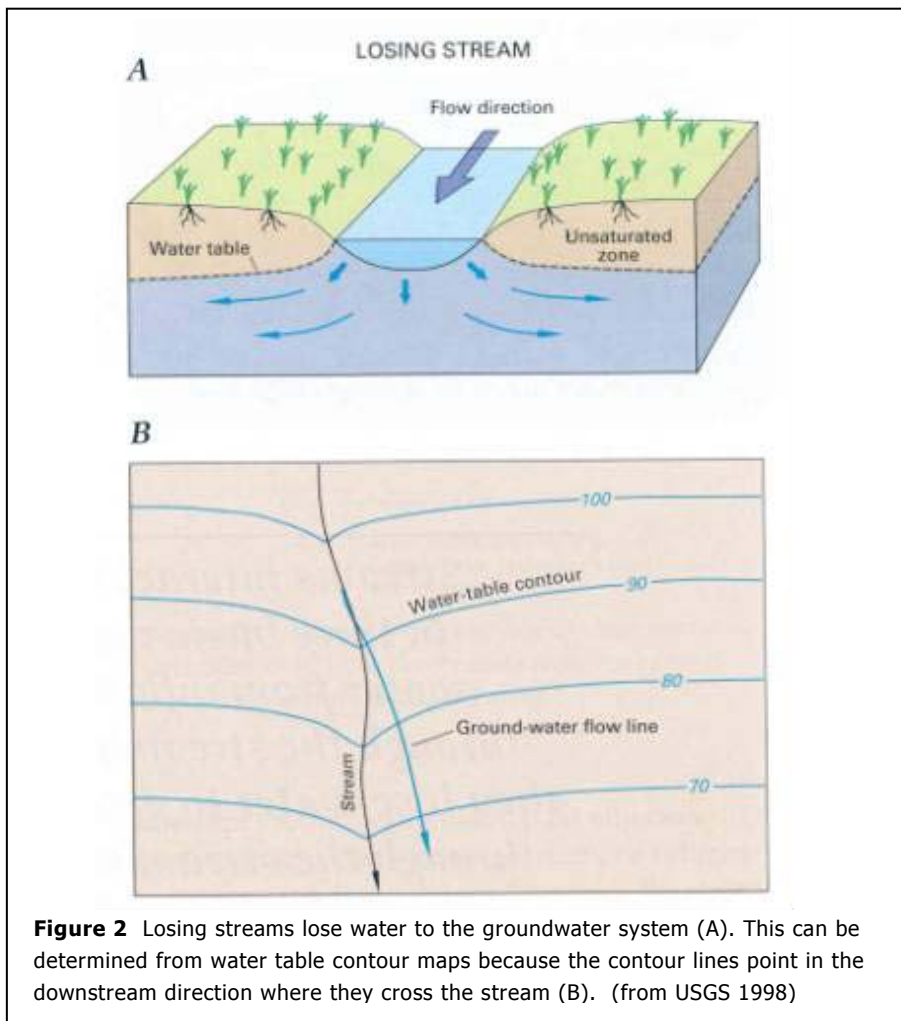 LOSING STREAM
A
Flow direction
Water table
Unsaturated
zone
B
100
Water-table contour
90
80
Ground-water flow line
Stream
70
Figure 2 Losing streams lose water to the groundwater system (A). This can be
determined from water table contour maps because the contour lines point in the
downstream direction where they cross the stream (B). (from USGS 1998)